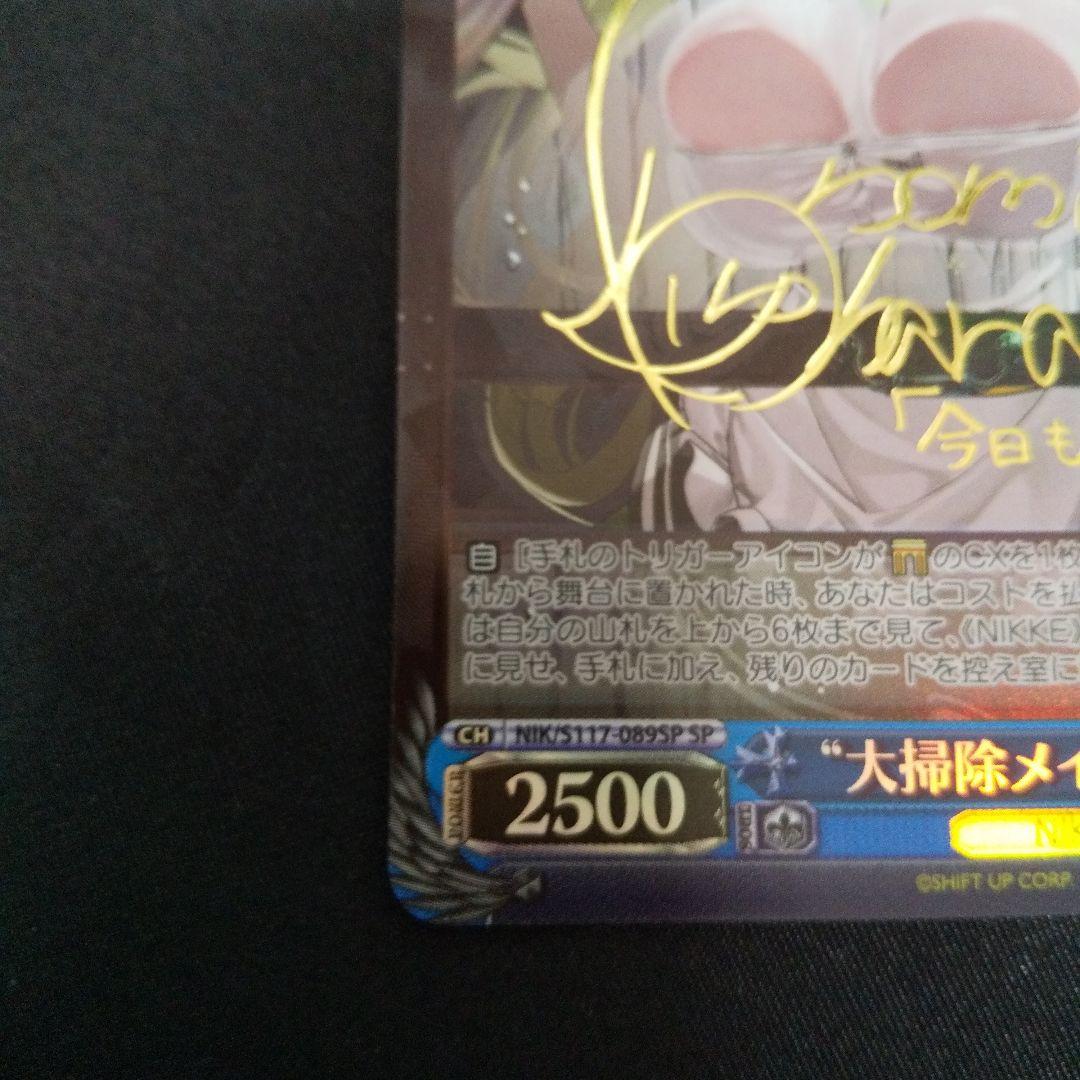 「今日も
自 [手札のトリガーアイコンが のCXを1枚
札から舞台に置かれた時、あなたはコストを払
は自分の山札を上から6枚まで見て、《NIKKE》
に見せ、手札に加え、残りのカードを控え室に
CH NIK/S117-089SP SP
POWER 2500 “大掃除メイ
SOUL
©SHIFT UP CORP.